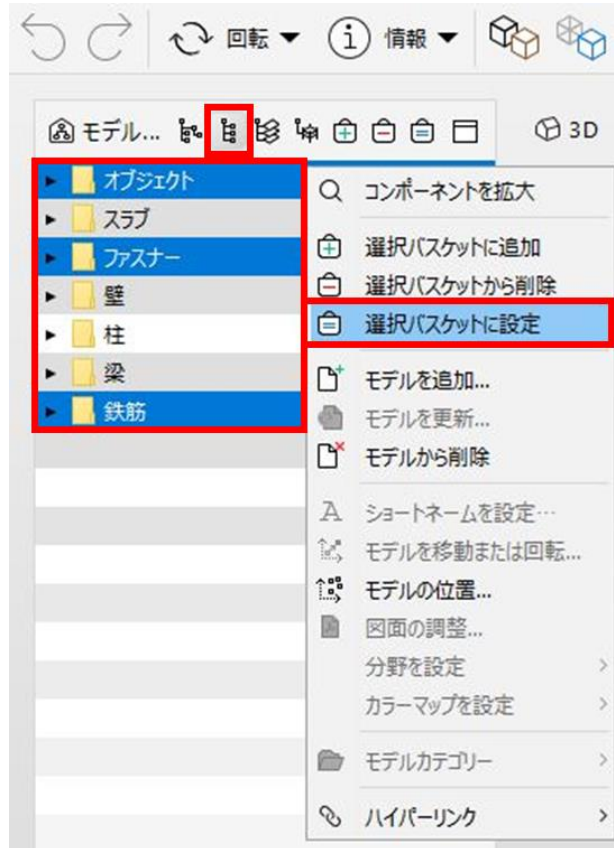 回転 ▼ 情報 ▼
モデル... 3D
オブジェクト
スラブ
ファスナー
壁
柱
梁
鉄筋
コンポーネントを拡大
選択バスケットに追加
選択バスケットから削除
選択バスケットに設定
モデルを追加...
モデルを更新...
モデルから削除
ショートネームを設定…
モデルを移動または回転...
モデルの位置...
図面の調整...
分野を設定
カラーマップを設定
モデルカテゴリー
ハイパーリンク